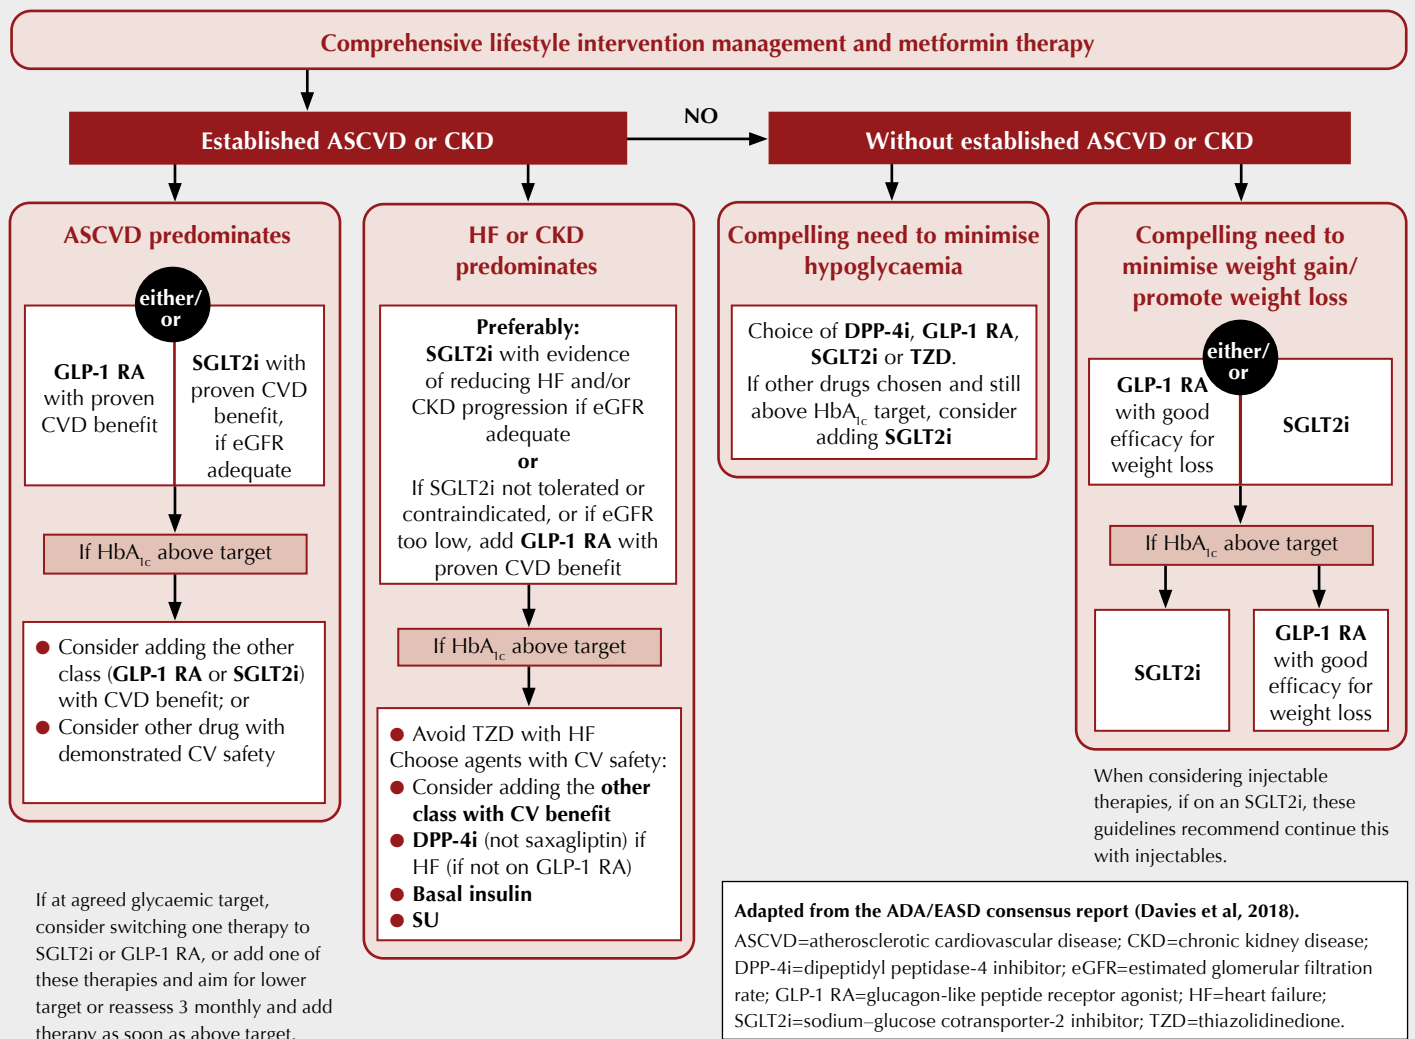 Comprehensive lifestyle intervention management and metformin therapy
Established ASCVD or CKD
NO
Without established ASCVD or CKD
ASCVD predominates
either/
or
GLP-1 RA
with proven
CVD benefit
SGLT2i with
proven CVD
benefit,
if eGFR
adequate
If HbA1c above target
● Consider adding the other
class (GLP-1 RA or SGLT2i)
with CVD benefit; or
● Consider other drug with
demonstrated CV safety
If at agreed glycaemic target,
consider switching one therapy to
SGLT2i or GLP-1 RA, or add one of
these therapies and aim for lower
target or reassess 3 monthly and add
therapy as soon as above target.
HF or CKD
predominates
Preferably:
SGLT2i with evidence
of reducing HF and/or
CKD progression if eGFR
adequate
or
If SGLT2i not tolerated or
contraindicated, or if eGFR
too low, add GLP-1 RA with
proven CVD benefit
If HbA1c above target
● Avoid TZD with HF
Choose agents with CV safety:
● Consider adding the other
class with CV benefit
● DPP-4i (not saxagliptin) if
HF (if not on GLP-1 RA)
● Basal insulin
● SU
Compelling need to minimise
hypoglycaemia
Choice of DPP-4i, GLP-1 RA,
SGLT2i or TZD.
If other drugs chosen and still
above HbA1c target, consider
adding SGLT2i
Compelling need to
minimise weight gain/
promote weight loss
either/
or
GLP-1 RA
with good
efficacy for
weight loss
SGLT2i
If HbA1c above target
SGLT2i
GLP-1 RA
with good
efficacy for
weight loss
When considering injectable
therapies, if on an SGLT2i, these
guidelines recommend continue this
with injectables.
Adapted from the ADA/EASD consensus report (Davies et al, 2018).
ASCVD=atherosclerotic cardiovascular disease; CKD=chronic kidney disease;
DPP-4i=dipeptidyl peptidase-4 inhibitor; eGFR=estimated glomerular filtration
rate; GLP-1 RA=glucagon-like peptide receptor agonist; HF=heart failure;
SGLT2i=sodium–glucose cotransporter-2 inhibitor; TZD=thiazolidinedione.